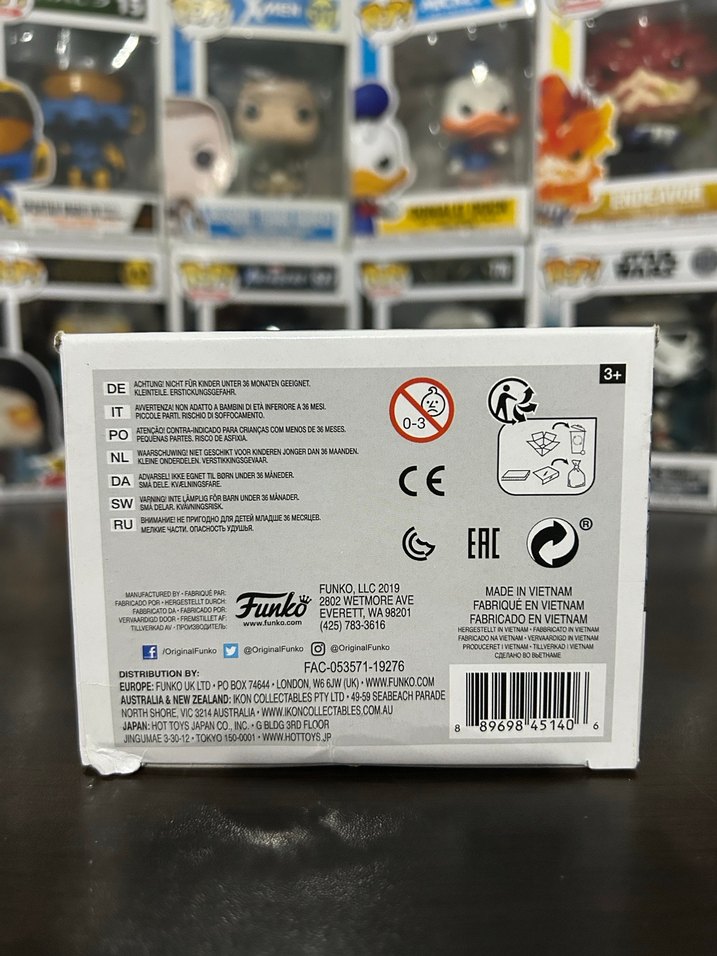 X-MEN
POP!
ENDEAVOR
POP!
POP!
POP!
POP!
STAR
WARS
3+
DE ACHTUNG! NICHT FÜR KINDER UNTER 36 MONATEN GEEIGNET.
KLEINTEILE. ERSTICKUNGSGEFAHR.
IT AVVERTENZA! NON ADATTO A BAMBINI DI ETÀ INFERIORE A 36 MESI.
PICCOLE PARTI. RISCHIO DI SOFFOCAMENTO.
PO ATENÇÃO! CONTRA-INDICADO PARA CRIANÇAS COM MENOS DE 36 MESES.
PEQUENAS PARTES. RISCO DE ASFIXIA.
NL WAARSCHUWING! NIET GESCHIKT VOOR KINDEREN JONGER DAN 36 MAANDEN.
KLEINE ONDERDELEN. VERSTIKKINGSGEVAAR.
DA ADVARSEL! IKKE EGNET TIL BØRN UNDER 36 MÅNEDER.
SMÅ DELE. KVÆLNINGSFARE.
SW VARNING! INTE LÄMPLIG FÖR BARN UNDER 36 MÅNADER.
SMÅ DELAR. KVÄVNINGSRISK.
RU ВНИМАНИЕ! НЕ ПРИГОДНО ДЛЯ ДЕТЕЙ МЛАДШЕ 36 МЕСЯЦЕВ.
МЕЛКИЕ ЧАСТИ. ОПАСНОСТЬ УДУШЬЯ.
0-3
CE
EAC
®
MANUFACTURED BY • FABRIQUÉ PAR:
FABRICADO POR • HERGESTELLT DURCH:
FABBRICATO DA • FABRICADO POR:
VERVAARDIGD DOOR • FREMSTILLET AF:
TILLVERKAD AV • ПРОИЗВОДИТЕЛЬ:
Funko
www.funko.com
FUNKO, LLC 2019
2802 WETMORE AVE
EVERETT, WA 98201
(425) 783-3616
f /OriginalFunko @OriginalFunko @OriginalFunko
FAC-053571-19276
DISTRIBUTION BY:
EUROPE: FUNKO UK LTD • PO BOX 74644 • LONDON, W6 6JW (UK) • WWW.FUNKO.COM
AUSTRALIA & NEW ZEALAND: IKON COLLECTABLES PTY LTD • 49-59 SEABEACH PARADE
NORTH SHORE, VIC 3214 AUSTRALIA • WWW.IKONCOLLECTABLES.COM.AU
JAPAN: HOT TOYS JAPAN CO., INC. • G BLDG 3RD FLOOR
JINGUMAE 3-30-12 • TOKYO 150-0001 • WWW.HOTTOYS.JP
MADE IN VIETNAM
FABRIQUÉ EN VIETNAM
FABRICADO EN VIETNAM
HERGESTELLT IN VIETNAM • FABBRICATO IN VIETNAM
FABRICADO NA VIETNAM • VERVAARDIGD IN VIETNAM
PRODUCERET I VIETNAM • TILLVERKAD I VIETNAM
СДЕЛАНО ВО ВЬЕТНАМЕ
8 89698 45140 6